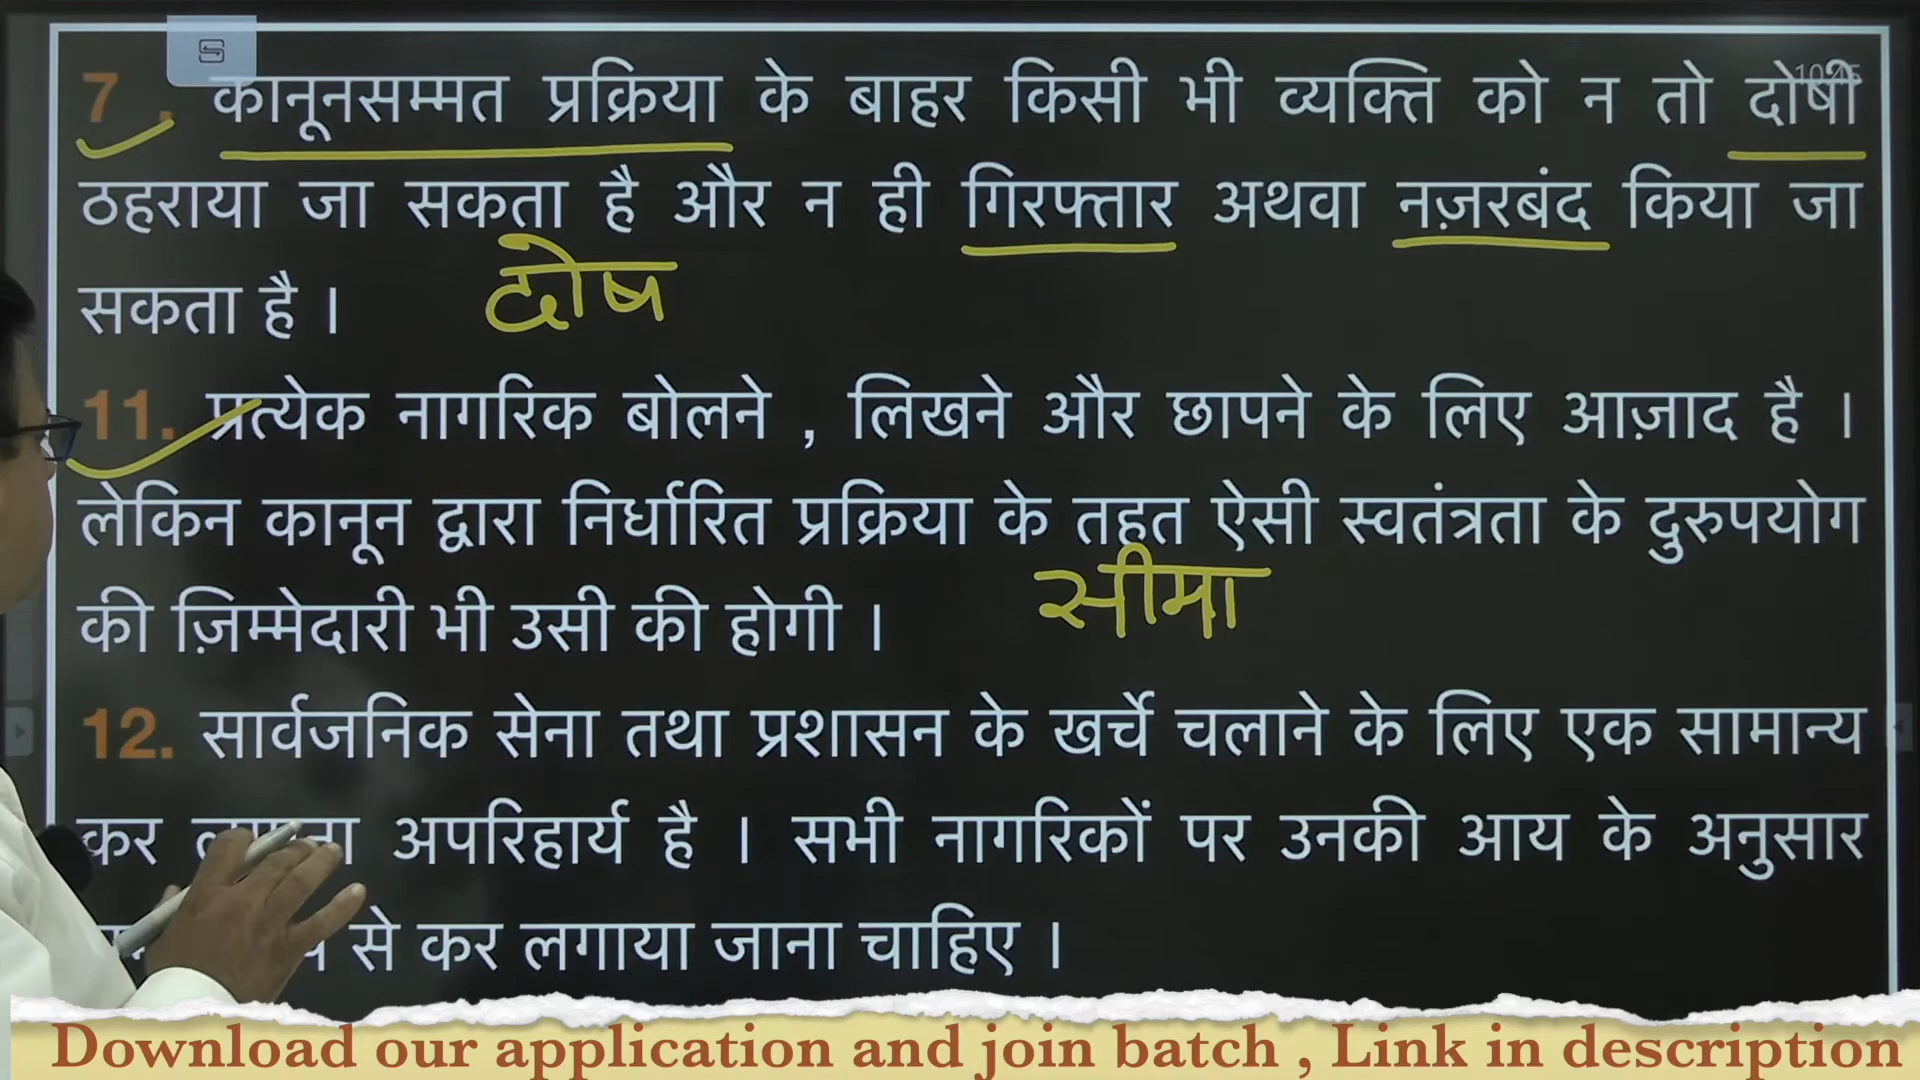 7 . कानूनसम्मत प्रक्रिया के बाहर किसी भी व्यक्ति को न तो दोषी
ठहराया जा सकता है और न ही गिरफ्तार अथवा नज़रबंद किया जा
सकता है ।
दोष
11. प्रत्येक नागरिक बोलने , लिखने और छापने के लिए आज़ाद है ।
लेकिन कानून द्वारा निर्धारित प्रक्रिया के तहत ऐसी स्वतंत्रता के दुरुपयोग
की ज़िम्मेदारी भी उसी की होगी ।
सीमा
12. सार्वजनिक सेना तथा प्रशासन के खर्चे चलाने के लिए एक सामान्य
कर अपरिहार्य है । सभी नागरिकों पर उनकी आय के अनुसार
से कर लगाया जाना चाहिए ।
Download our application and join batch , Link in description